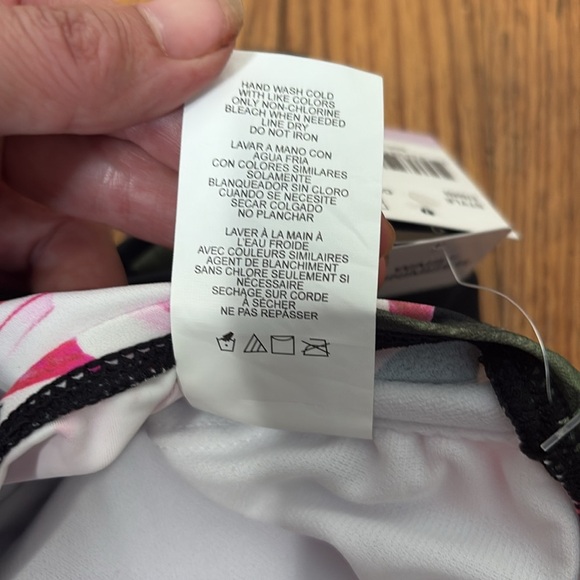 HAND WASH COLD
WITH LIKE COLORS
ONLY NON-CHLORINE
BLEACH WHEN NEEDED
LINE DRY
DO NOT IRON
LAVAR A MANO CON
AGUA FRIA
CON COLORES SIMILARES
SOLAMENTE
BLANQUEADOR SIN CLORO
CUANDO SE NECESITE
SECAR COLGADO
NO PLANCHAR
LAVER À LA MAIN À
L'EAU FROIDE
AVEC COULEURS SIMILAIRES
AGENT DE BLANCHIMENT
SANS CHLORE SEULEMENT SI
NÉCESSAIRE
SECHAGE SUR CORDE
À SÉCHER
NE PAS REPASSER
STYLE